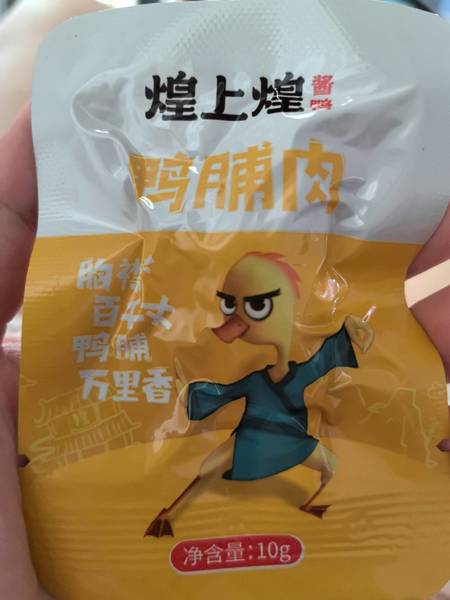 煌上煌
酱鸭
鸭脯肉
胸襟
百千丈
鸭脯
万里香
净含量:10g